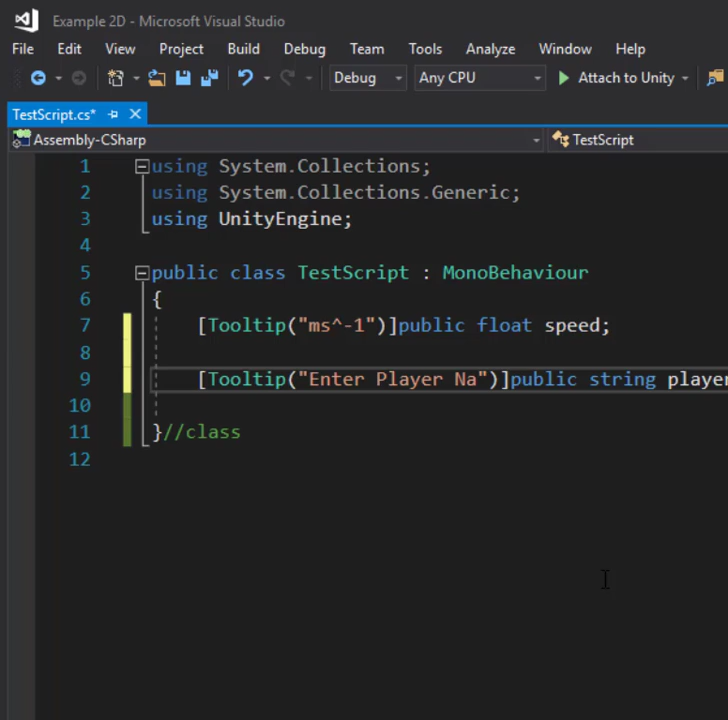 Example 2D - Microsoft Visual Studio
File Edit View Project Build Debug Team Tools Analyze Window Help
Debug Any CPU Attach to Unity
TestScript.cs*
Assembly-CSharp TestScript
1 using System.Collections;
2 using System.Collections.Generic;
3 using UnityEngine;
4
5 public class TestScript : MonoBehaviour
6 {
7 [Tooltip("ms^-1")]public float speed;
8
9 [Tooltip("Enter Player Na")]public string player
10
11 }//class
12